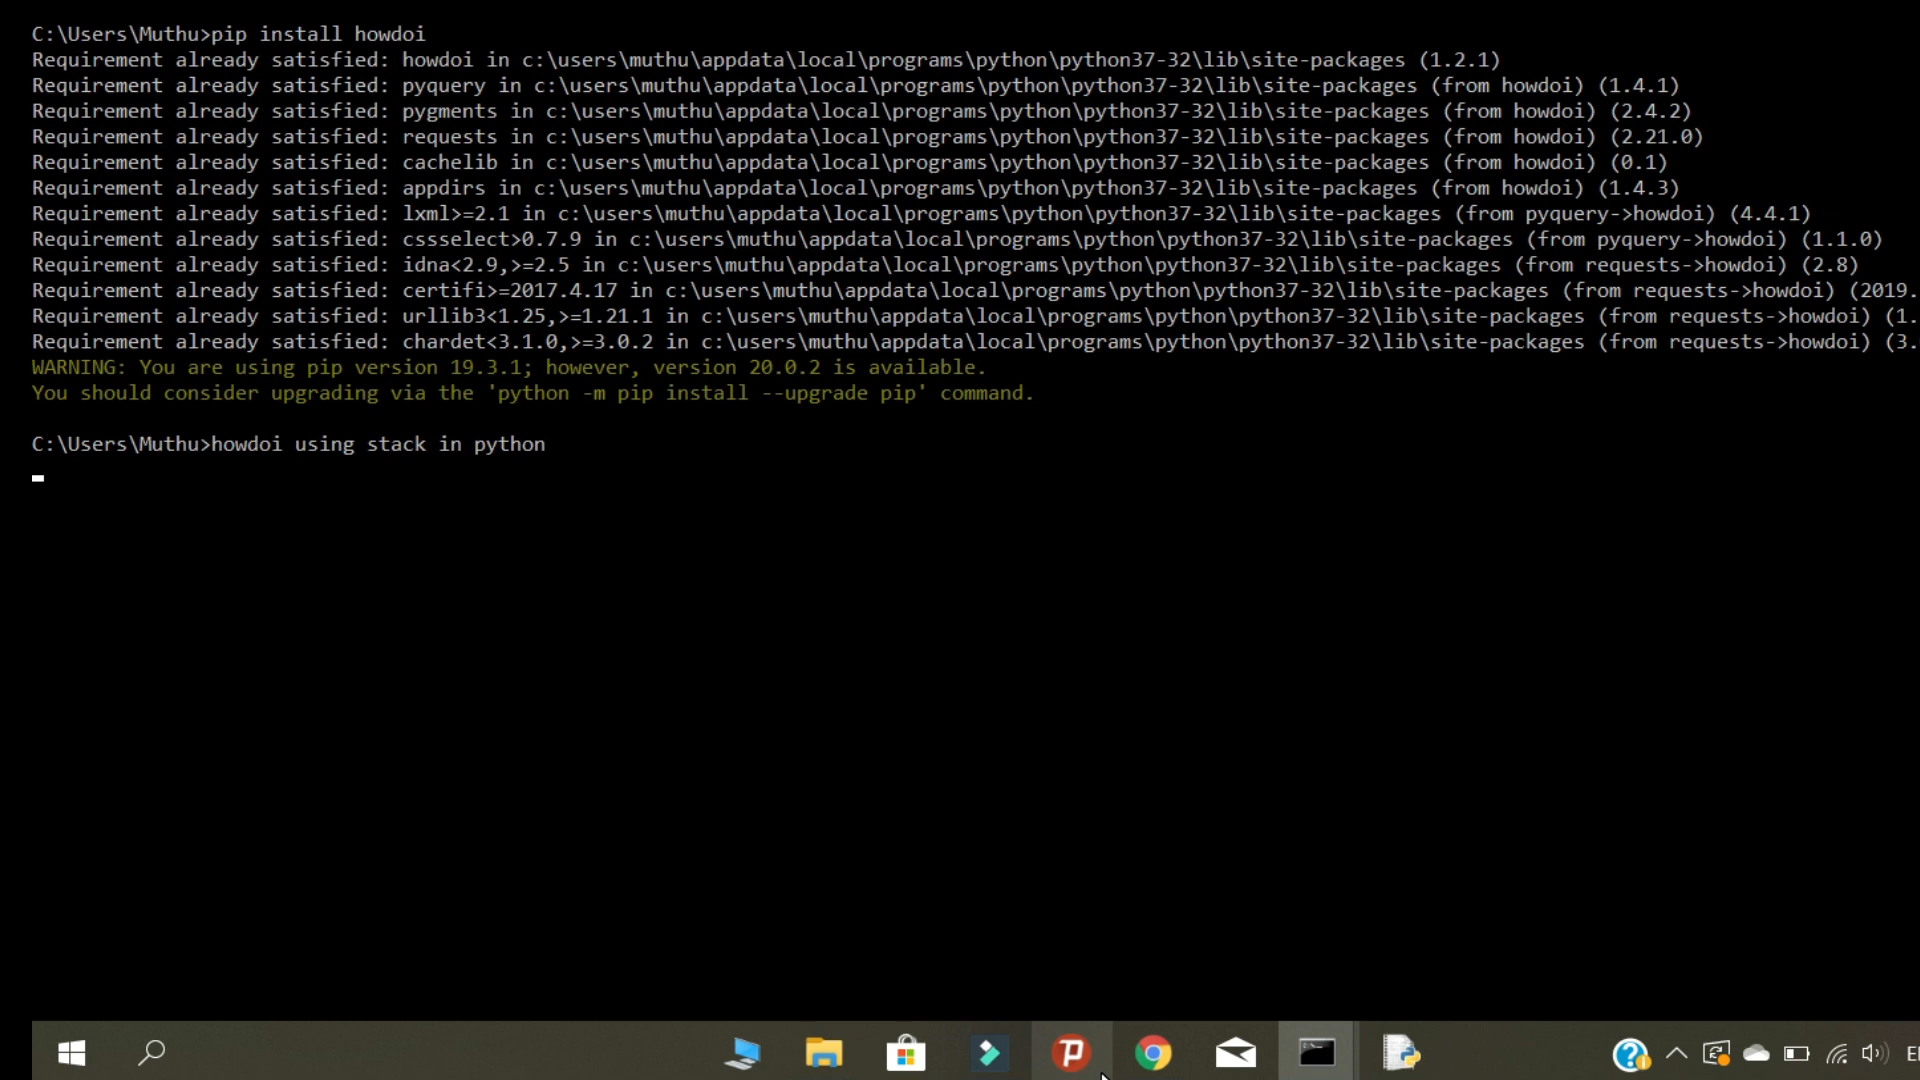 C:\Users\Muthu>pip install howdoi
Requirement already satisfied: howdoi in c:\users\muthu\appdata\local\programs\python\python37-32\lib\site-packages (1.2.1)
Requirement already satisfied: pyquery in c:\users\muthu\appdata\local\programs\python\python37-32\lib\site-packages (from howdoi) (1.4.1)
Requirement already satisfied: pygments in c:\users\muthu\appdata\local\programs\python\python37-32\lib\site-packages (from howdoi) (2.4.2)
Requirement already satisfied: requests in c:\users\muthu\appdata\local\programs\python\python37-32\lib\site-packages (from howdoi) (2.21.0)
Requirement already satisfied: cachelib in c:\users\muthu\appdata\local\programs\python\python37-32\lib\site-packages (from howdoi) (0.1)
Requirement already satisfied: appdirs in c:\users\muthu\appdata\local\programs\python\python37-32\lib\site-packages (from howdoi) (1.4.3)
Requirement already satisfied: lxml>=2.1 in c:\users\muthu\appdata\local\programs\python\python37-32\lib\site-packages (from pyquery->howdoi) (4.4.1)
Requirement already satisfied: cssselect>0.7.9 in c:\users\muthu\appdata\local\programs\python\python37-32\lib\site-packages (from pyquery->howdoi) (1.1.0)
Requirement already satisfied: idna<2.9,>=2.5 in c:\users\muthu\appdata\local\programs\python\python37-32\lib\site-packages (from requests->howdoi) (2.8)
Requirement already satisfied: certifi>=2017.4.17 in c:\users\muthu\appdata\local\programs\python\python37-32\lib\site-packages (from requests->howdoi) (2019.
Requirement already satisfied: urllib3<1.25,>=1.21.1 in c:\users\muthu\appdata\local\programs\python\python37-32\lib\site-packages (from requests->howdoi) (1.
Requirement already satisfied: chardet<3.1.0,>=3.0.2 in c:\users\muthu\appdata\local\programs\python\python37-32\lib\site-packages (from requests->howdoi) (3.
WARNING: You are using pip version 19.3.1; however, version 20.0.2 is available.
You should consider upgrading via the 'python -m pip install --upgrade pip' command.
C:\Users\Muthu>howdoi using stack in python